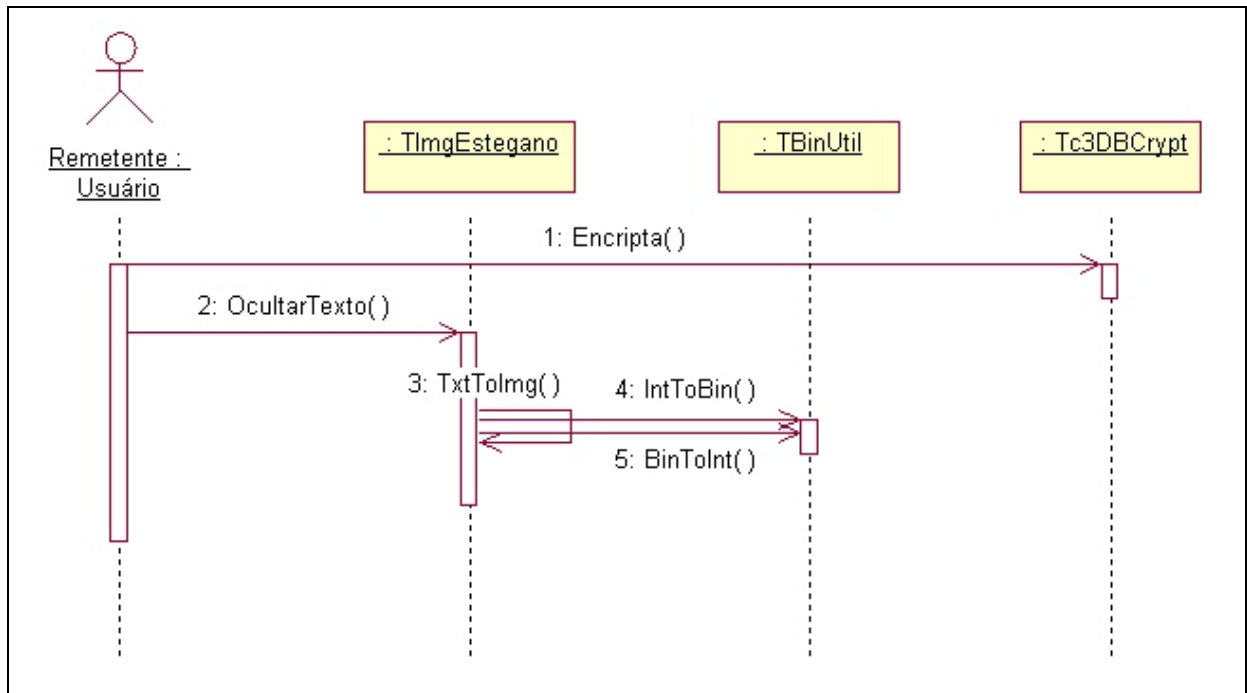 Remetente :
Usuário
: TImgEstegano
: TBinUtil
: Tc3DBCrypt
1: Encripta( )
2: OcultarTexto( )
3: TxtToImg( )
4: IntToBin( )
5: BinToInt( )